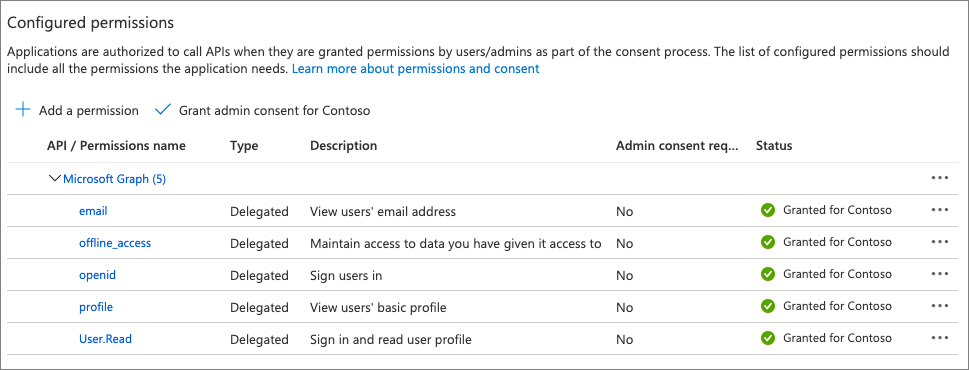 Configured permissions
Applications are authorized to call APIs when they are granted permissions by users/admins as part of the consent process. The list of configured permissions should
include all the permissions the application needs. Learn more about permissions and consent
Add a permission Grant admin consent for Contoso
API / Permissions name Type Description Admin consent req... Status
Microsoft Graph (5)
email Delegated View users' email address No Granted for Contoso
offline_access Delegated Maintain access to data you have given it access to No Granted for Contoso
openid Delegated Sign users in No Granted for Contoso
profile Delegated View users' basic profile No Granted for Contoso
User.Read Delegated Sign in and read user profile No Granted for Contoso